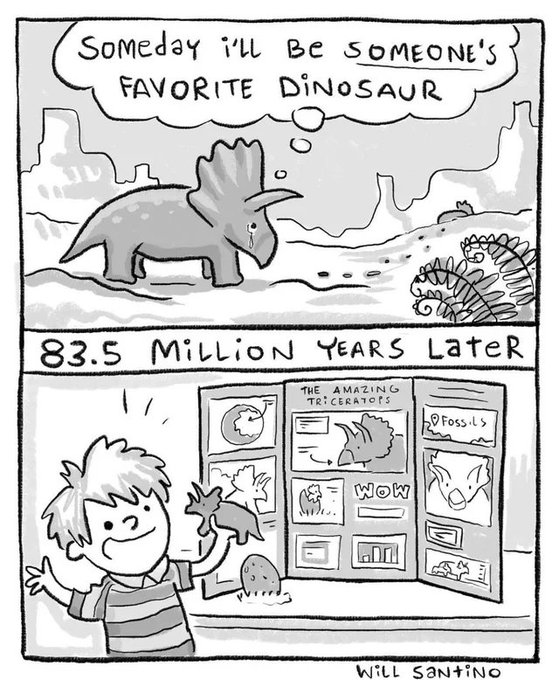 SOMEDAY i'LL BE SOMEONE'S
FAVORITE DINOSAUR
83.5 MiLLiON YEARS LAteR
THE AMAZING
TRiCERATOPS
FOSSiLS
WOW
WiLL SANtiNO